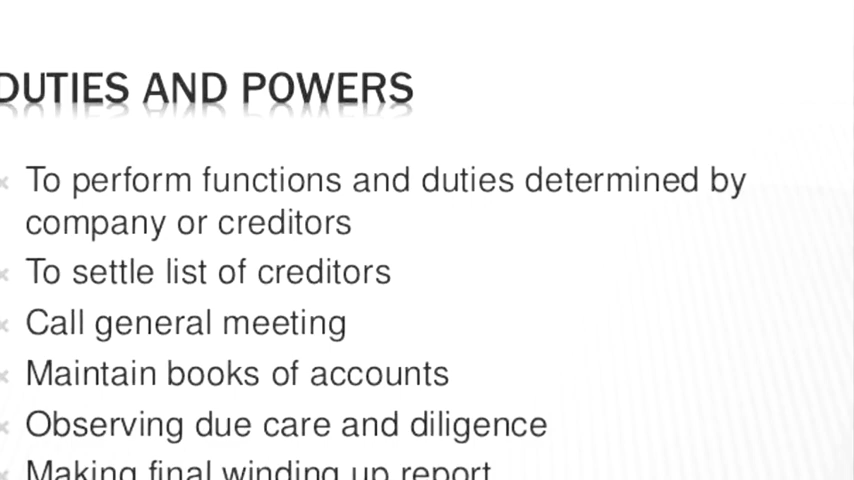 DUTIES AND POWERS
To perform functions and duties determined by
company or creditors
To settle list of creditors
Call general meeting
Maintain books of accounts
Observing due care and diligence
Making final winding up report